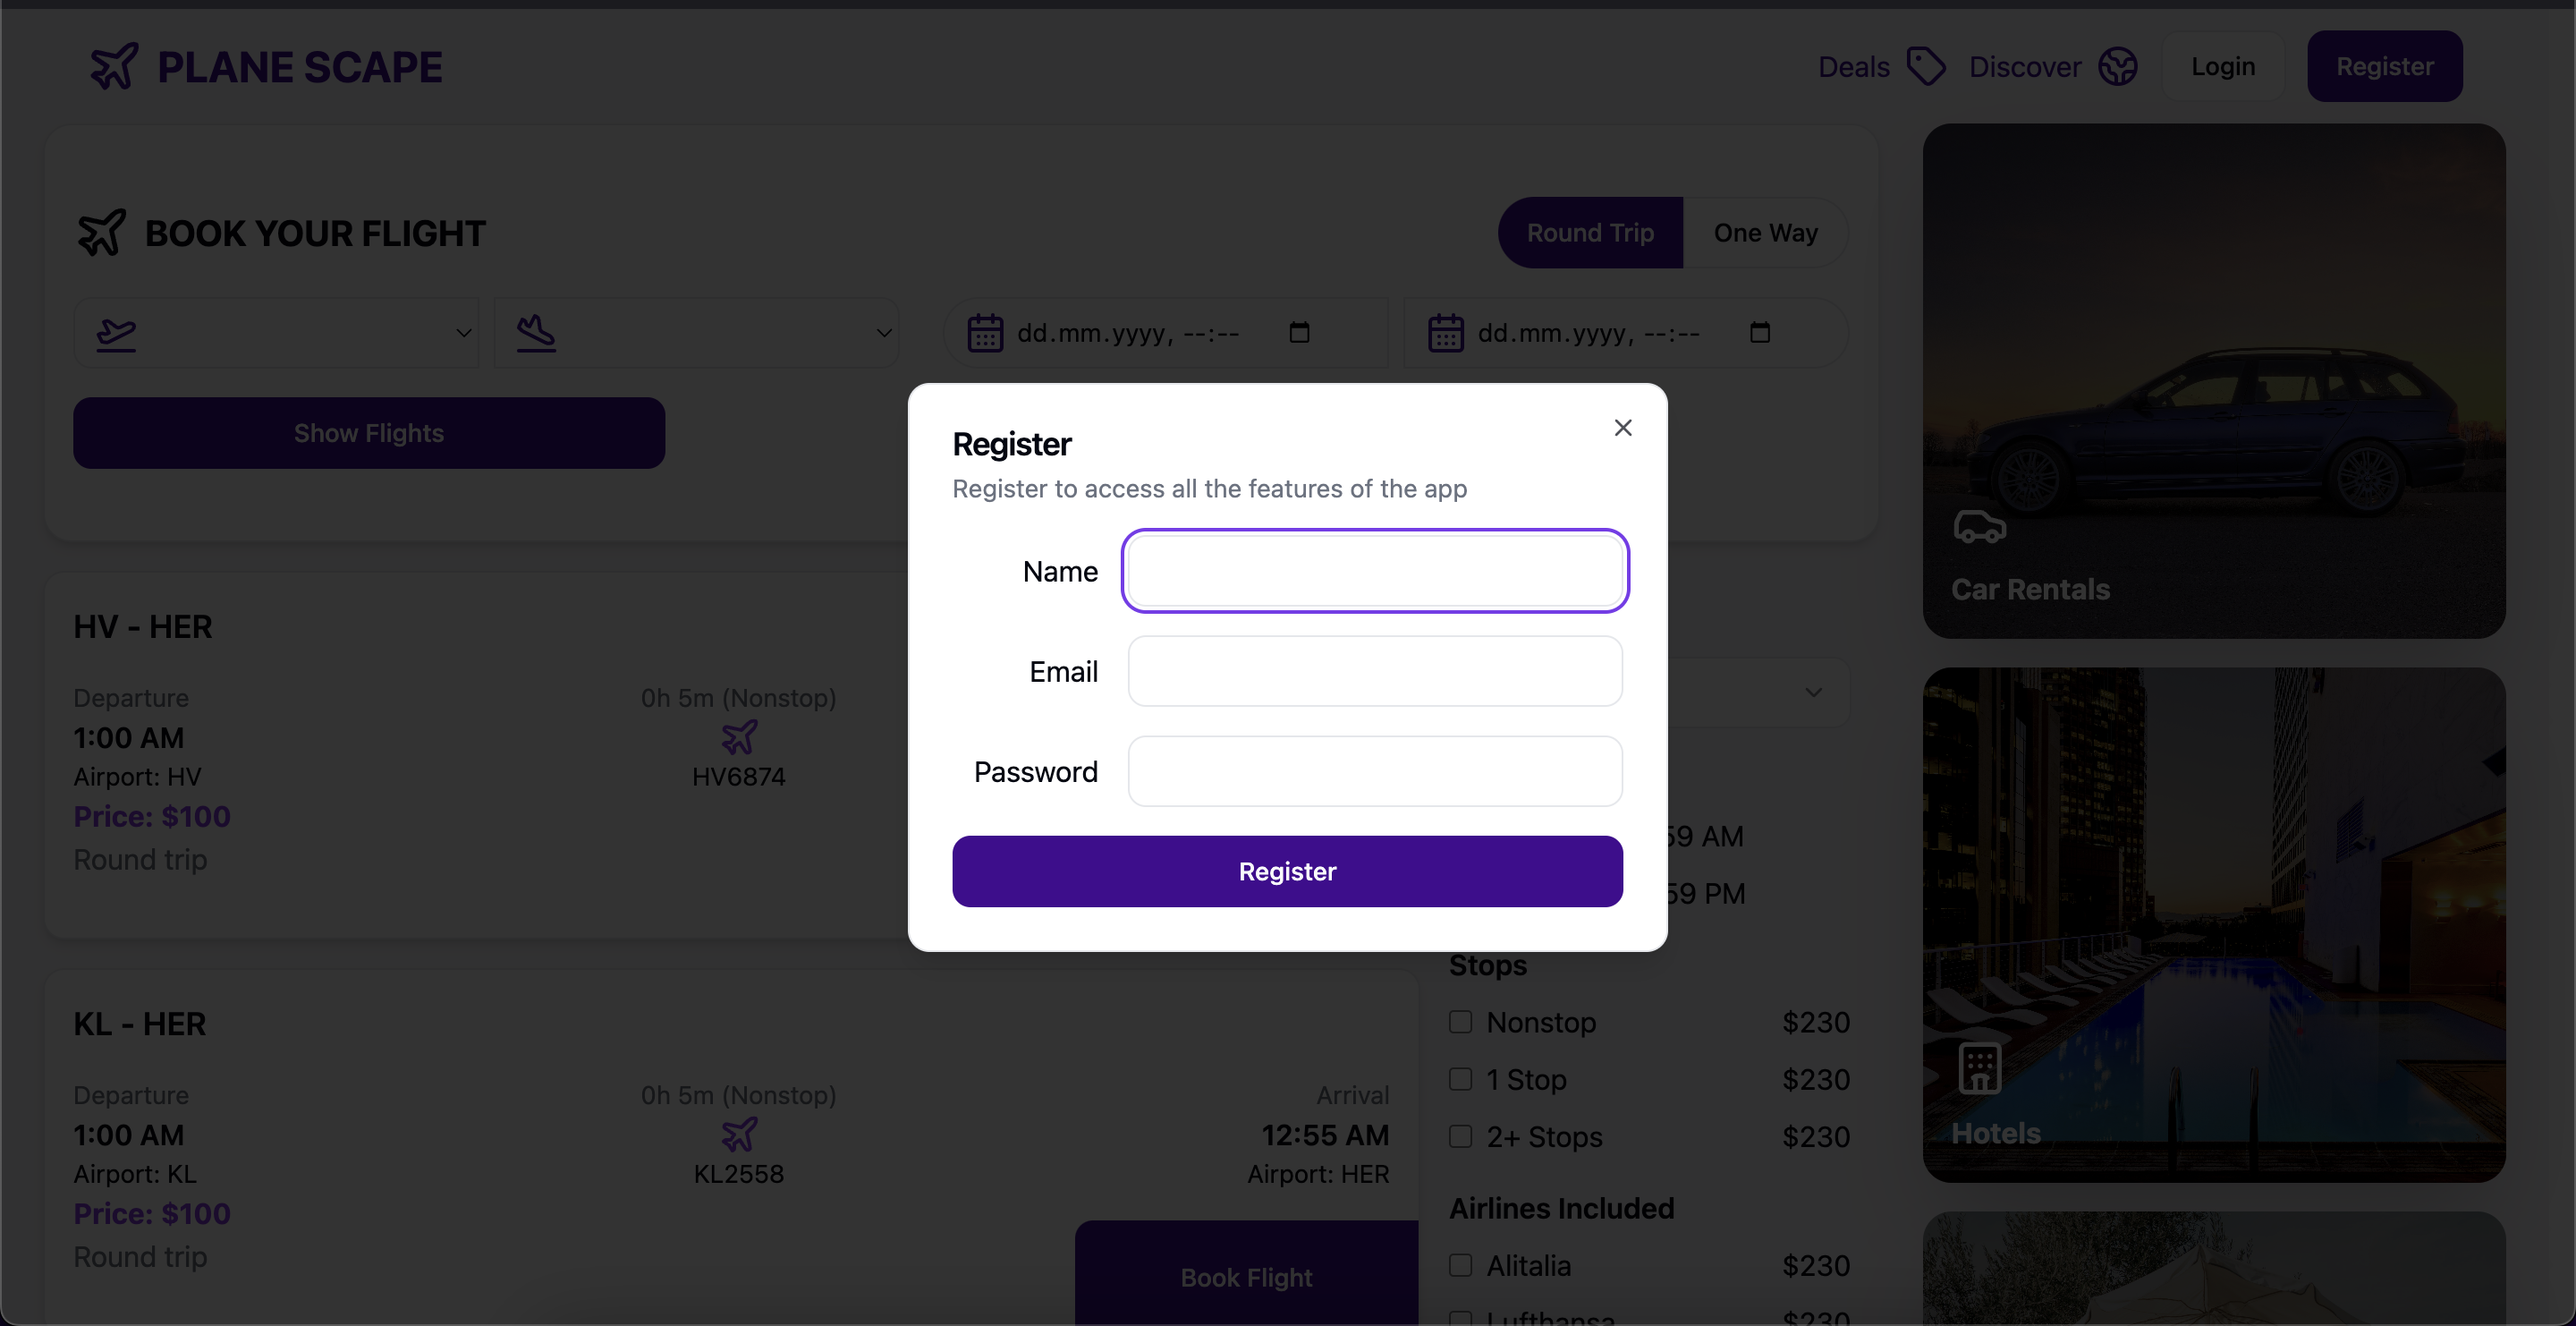 PLANE SCAPE
Deals Discover Login Register
BOOK YOUR FLIGHT
Round Trip One Way
dd.mm.yyyy, --:-- dd.mm.yyyy, --:--
Show Flights
Register
Register to access all the features of the app
Name
Email
Password
Register
HV - HER
Departure
1:00 AM
Airport: HV
Price: $100
Round trip
0h 5m (Nonstop)
HV6874
KL - HER
Departure
1:00 AM
Airport: KL
Price: $100
Round trip
0h 5m (Nonstop)
KL2558
Arrival
12:55 AM
Airport: HER
Book Flight
59 AM
59 PM
Stops
Nonstop $230
1 Stop $230
2+ Stops $230
Airlines Included
Alitalia $230
Lufthansa $230
Car Rentals
Hotels